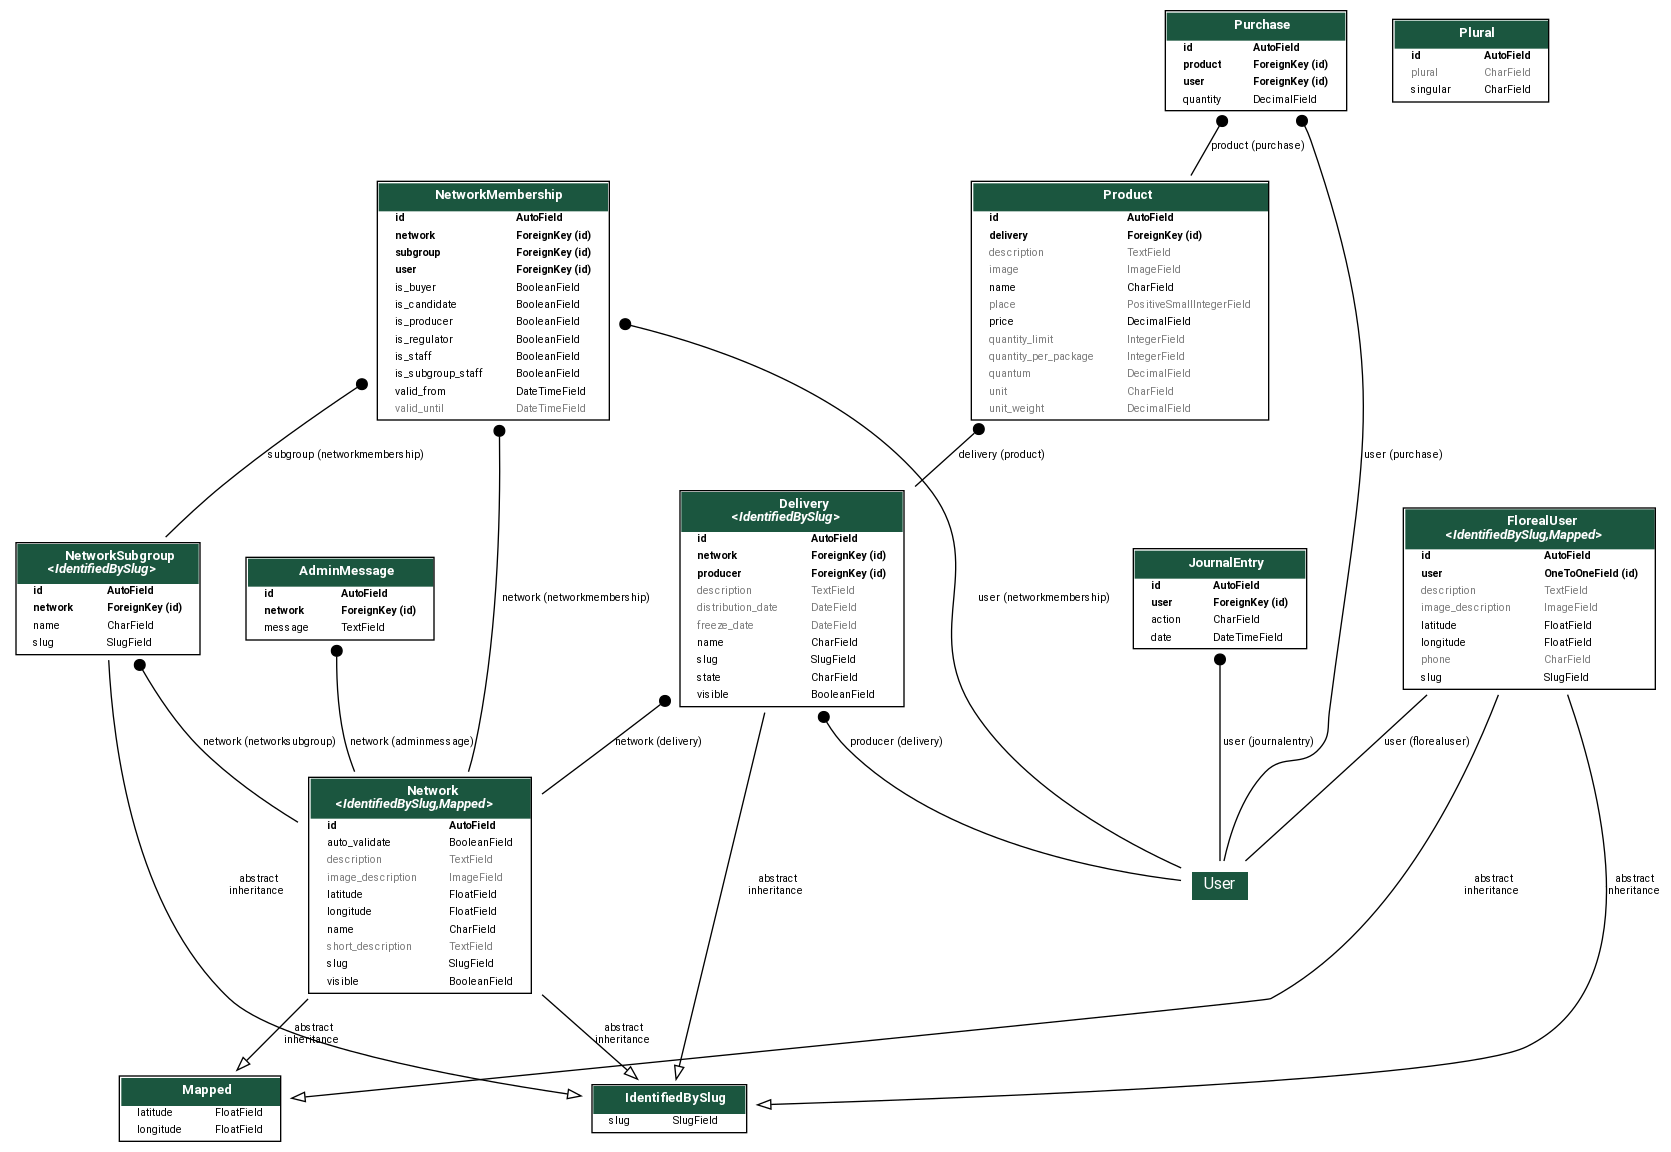 Purchase
id AutoField
product ForeignKey (id)
user ForeignKey (id)
quantity DecimalField
Plural
id AutoField
plural CharField
singular CharField
product (purchase)
NetworkMembership
id AutoField
network ForeignKey (id)
subgroup ForeignKey (id)
user ForeignKey (id)
is_buyer BooleanField
is_candidate BooleanField
is_producer BooleanField
is_regulator BooleanField
is_staff BooleanField
is_subgroup_staff BooleanField
valid_from DateTimeField
valid_until DateTimeField
Product
id AutoField
delivery ForeignKey (id)
description TextField
image ImageField
name CharField
place PositiveSmallIntegerField
price DecimalField
quantity_limit IntegerField
quantity_per_package IntegerField
quantum DecimalField
unit CharField
unit_weight DecimalField
subgroup (networkmembership)
delivery (product)
user (purchase)
NetworkSubgroup
<IdentifiedBySlug>
id AutoField
network ForeignKey (id)
name CharField
slug SlugField
AdminMessage
id AutoField
network ForeignKey (id)
message TextField
network (networkmembership)
Delivery
<IdentifiedBySlug>
id AutoField
network ForeignKey (id)
producer ForeignKey (id)
description TextField
distribution_date DateField
freeze_date DateField
name CharField
slug SlugField
state CharField
visible BooleanField
user (networkmembership)
JournalEntry
id AutoField
user ForeignKey (id)
action CharField
date DateTimeField
FlorealUser
<IdentifiedBySlug,Mapped>
id AutoField
user OneToOneField (id)
description TextField
image_description ImageField
latitude FloatField
longitude FloatField
phone CharField
slug SlugField
network (networksubgroup)
network (adminmessage)
network (delivery)
producer (delivery)
user (journalentry)
user (florealuser)
Network
<IdentifiedBySlug,Mapped>
id AutoField
auto_validate BooleanField
description TextField
image_description ImageField
latitude FloatField
longitude FloatField
name CharField
short_description TextField
slug SlugField
visible BooleanField
abstract
inheritance
abstract
inheritance
User
abstract
inheritance
abstract
inheritance
abstract
inheritance
abstract
inheritance
Mapped
latitude FloatField
longitude FloatField
IdentifiedBySlug
slug SlugField